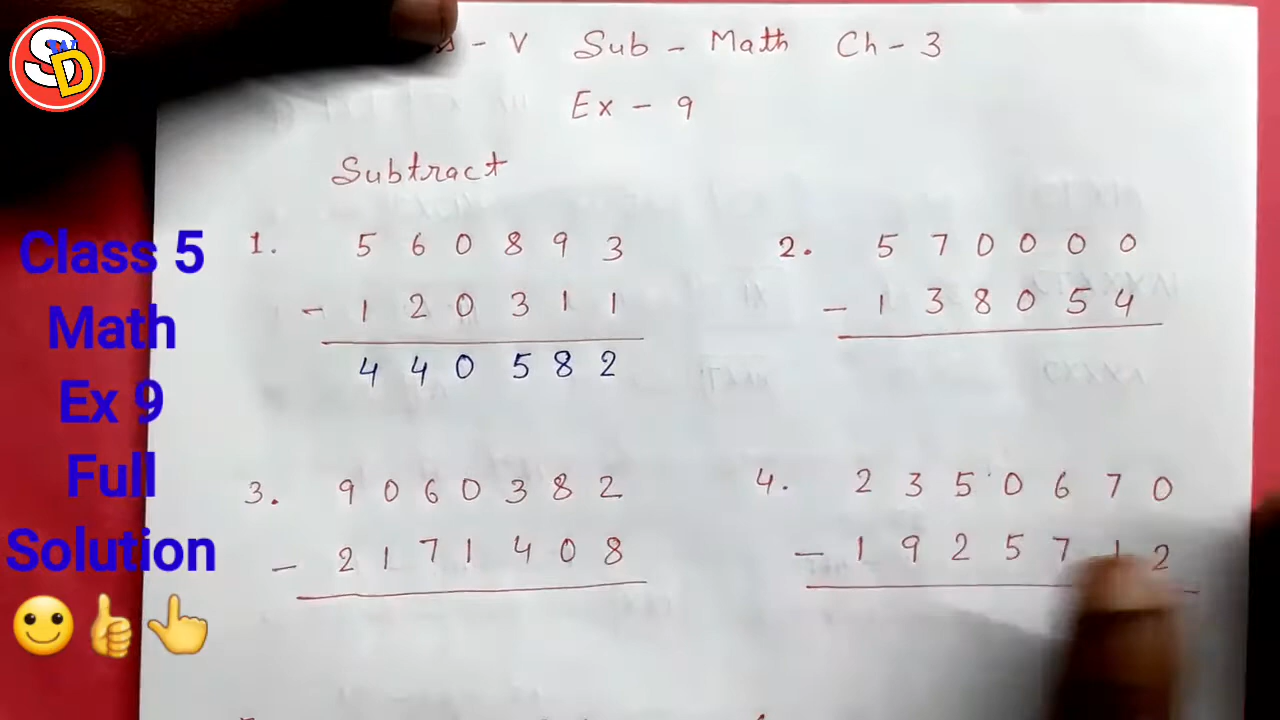 SWD
- V Sub - Math Ch - 3
Ex - 9
Subtract
Class 5
Math
Ex 9
Full
Solution
1. 5 6 0 8 9 3
- 1 2 0 3 1 1
4 4 0 5 8 2
2. 5 7 0 0 0 0
- 1 3 8 0 5 4
3. 9 0 6 0 3 8 2
- 2 1 7 1 4 0 8
4. 2 3 5 0 6 7 0
- 1 9 2 5 7 1 2